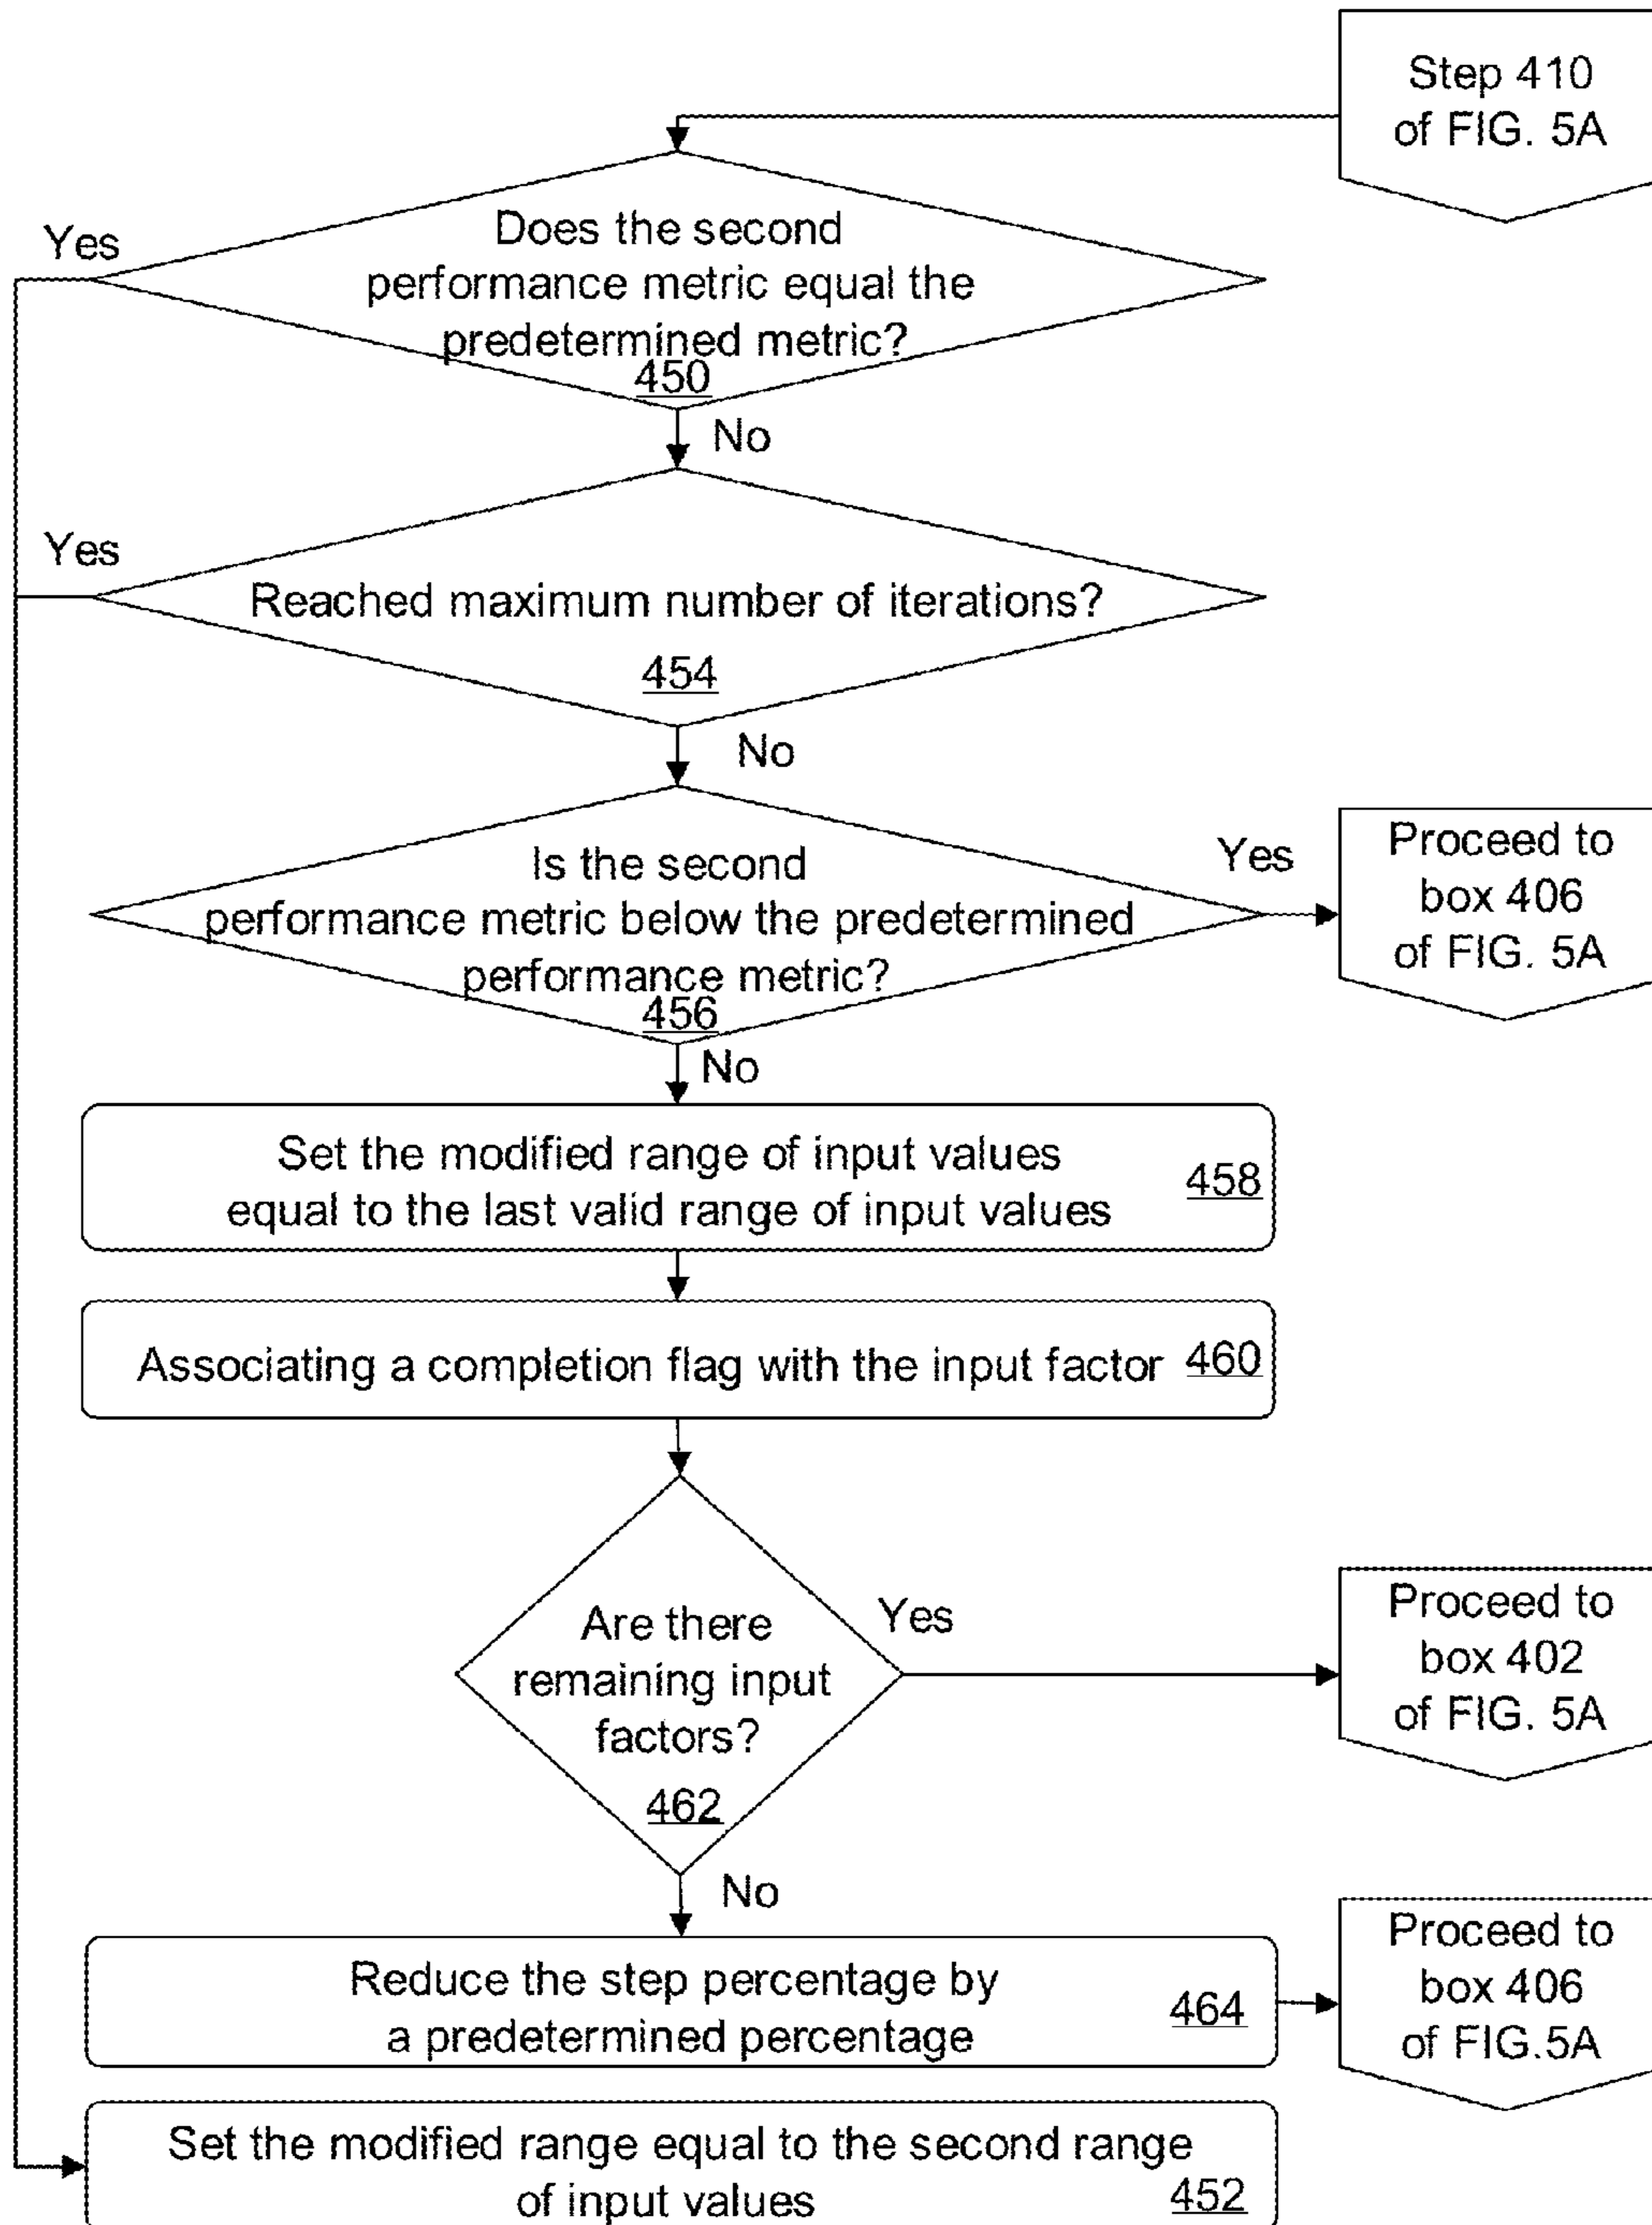 Step 410
of FIG. 5A
Does the second
performance metric equal the
predetermined metric?
450
Yes
No
Reached maximum number of iterations?
454
Yes
No
Is the second
performance metric below the predetermined
performance metric?
456
Yes
Proceed to
box 406
of FIG. 5A
No
Set the modified range of input values
equal to the last valid range of input values
458
Associating a completion flag with the input factor 460
Are there
remaining input
factors?
462
Yes
Proceed to
box 402
of FIG. 5A
No
Reduce the step percentage by
a predetermined percentage
464
Proceed to
box 406
of FIG.5A
Set the modified range equal to the second range
of input values
452